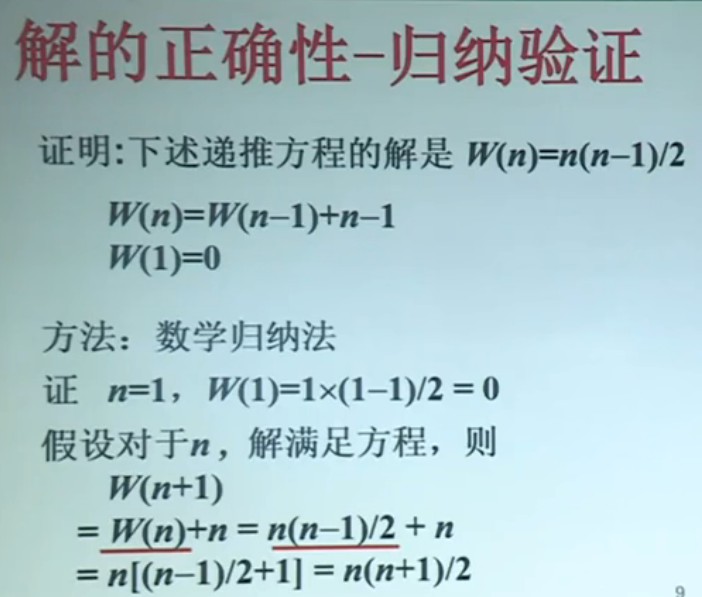 解的正确性–归纳验证
证明:下述递推方程的解是 W(n)=n(n–1)/2
W(n)=W(n–1)+n–1
W(1)=0
方法：数学归纳法
证 n=1，W(1)=1×(1–1)/2 = 0
假设对于n，解满足方程，则
W(n+1)
= W(n)+n = n(n–1)/2 + n
= n[(n–1)/2+1] = n(n+1)/2
9